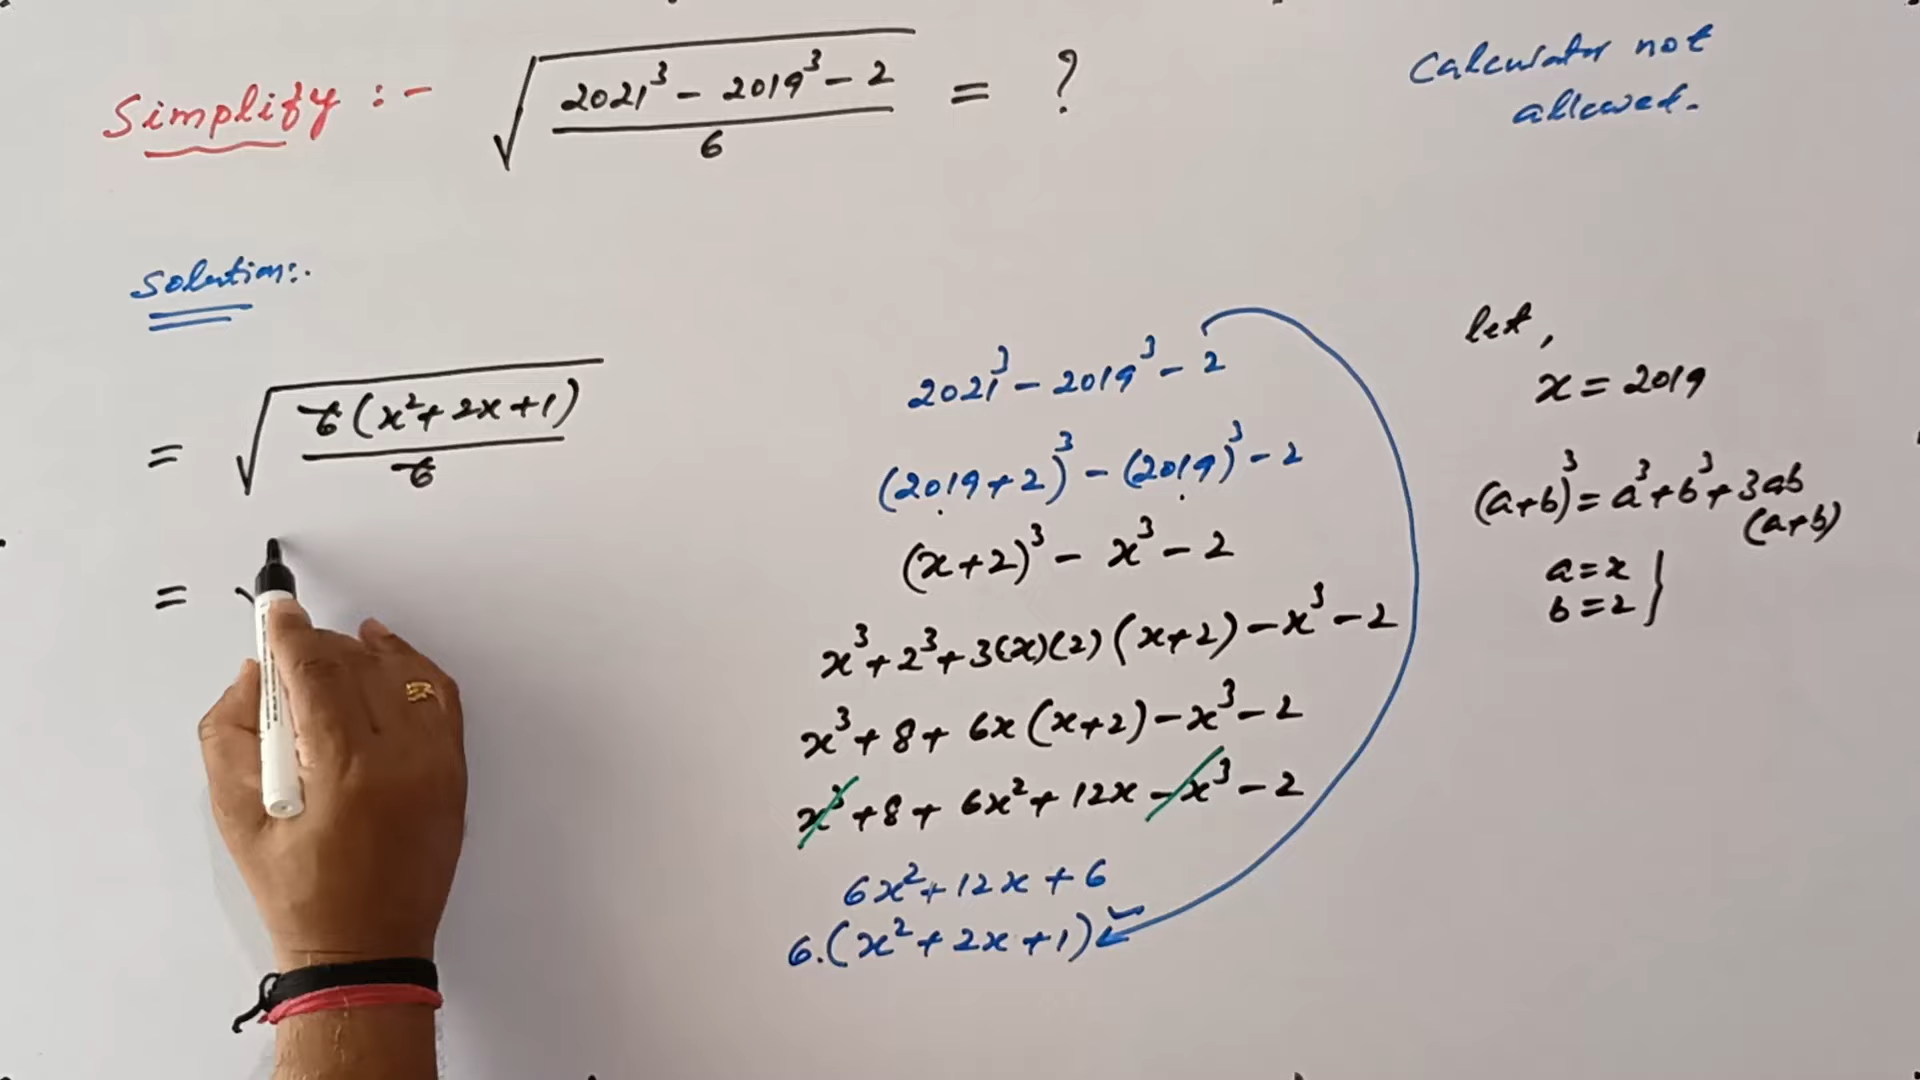 Simplify :- √((2021³ - 2019³ - 2)/6) = ?
Calculator not
allowed.
Solution:.
= √(6(x²+2x+1)/6)
= √
2021³ - 2019³ - 2
(2019+2)³ - (2019)³ - 2
(x+2)³ - x³ - 2
x³+2³+3(x)(2)(x+2)-x³-2
x³+8+6x(x+2)-x³-2
x³+8+6x²+12x-x³-2
6x²+12x+6
6.(x²+2x+1)
let,
x = 2019
(a+b)³ = a³+b³+3ab
(a+b)
a=x
b=2}